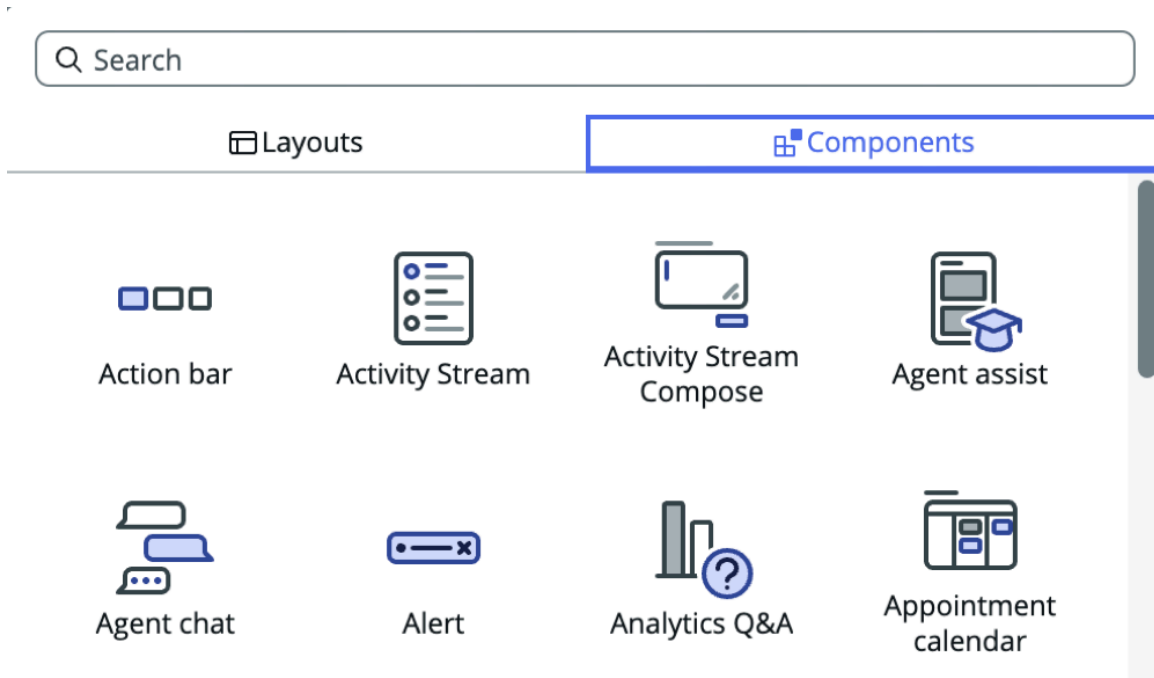 Search
Layouts
Components
Action bar
Activity Stream
Activity Stream
Compose
Agent assist
Agent chat
Alert
Analytics Q&A
Appointment
calendar